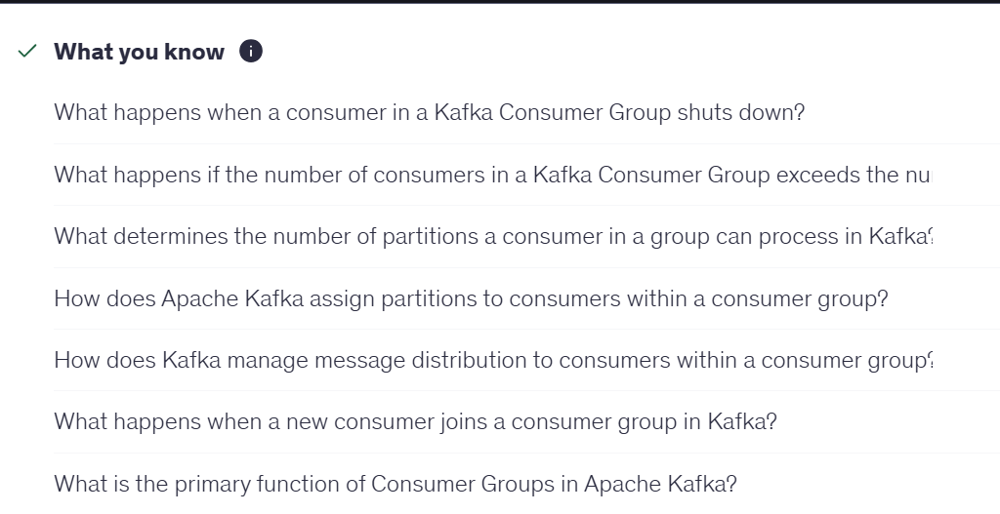 What you know
What happens when a consumer in a Kafka Consumer Group shuts down?
What happens if the number of consumers in a Kafka Consumer Group exceeds the
What determines the number of partitions a consumer in a group can process in Kafka?
How does Apache Kafka assign partitions to consumers within a consumer group?
How does Kafka manage message distribution to consumers within a consumer group?
What happens when a new consumer joins a consumer group in Kafka?
What is the primary function of Consumer Groups in Apache Kafka?